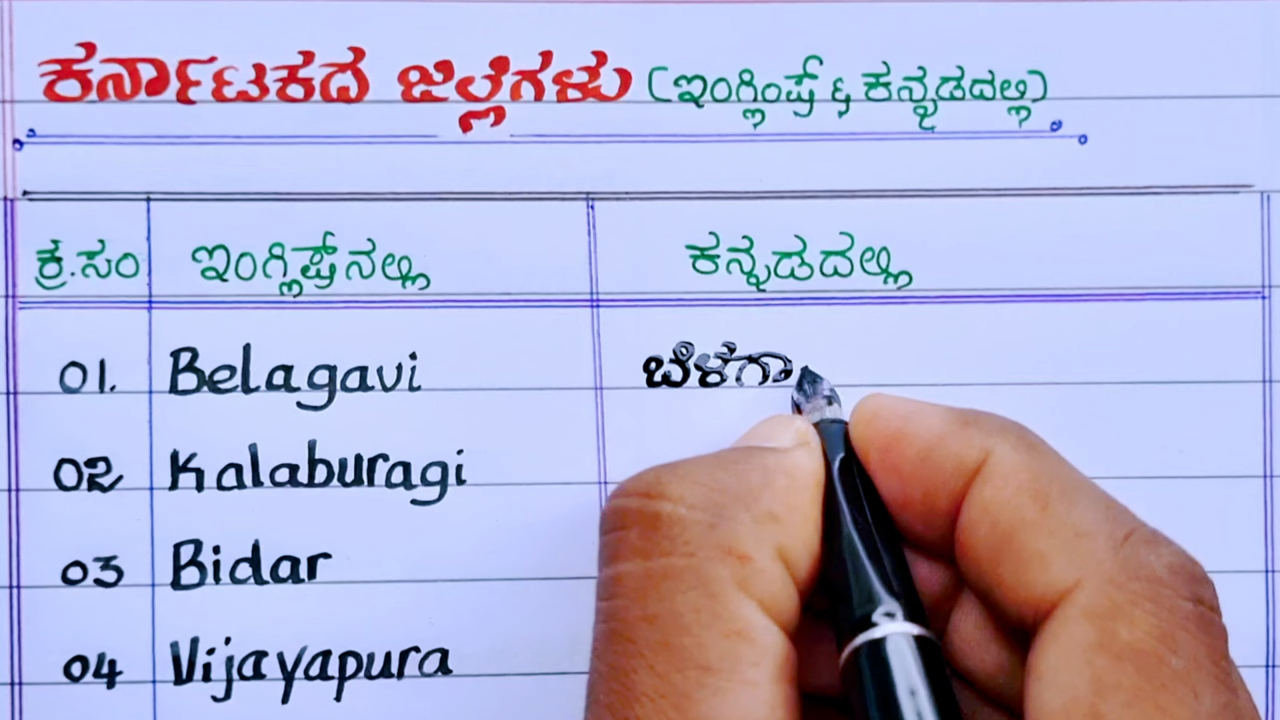 ಕರ್ನಾಟಕದ ಜಿಲ್ಲೆಗಳು (ಇಂಗ್ಲಿಂಷ್ & ಕನ್ನಡದಲ್ಲಿ)
ಕ್ರ.ಸಂ ಇಂಗ್ಲಿಷ್‌ನಲ್ಲಿ ಕನ್ನಡದಲ್ಲಿ
01. Belagavi ಬೆಳಗಾ
02 Kalaburagi
03 Bidar
04 Vijayapura